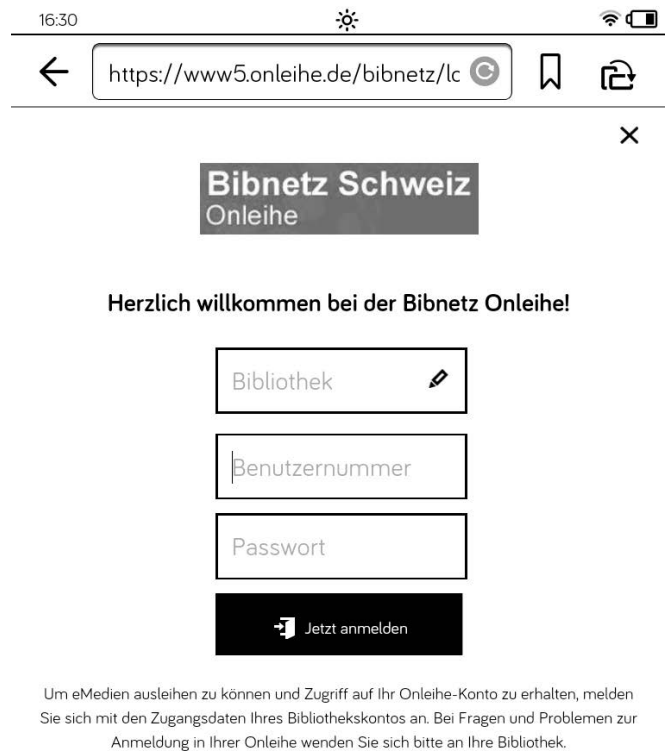 16:30
https://www5.onleihe.de/bibnetz/lc
Bibnetz Schweiz
Onleihe
Herzlich willkommen bei der Bibnetz Onleihe!
Bibliothek
Benutzernummer
Passwort
Jetzt anmelden
Um eMedien ausleihen zu können und Zugriff auf Ihr Onleihe-Konto zu erhalten, melden
Sie sich mit den Zugangsdaten Ihres Bibliothekskontos an. Bei Fragen und Problemen zur
Anmeldung in Ihrer Onleihe wenden Sie sich bitte an Ihre Bibliothek.